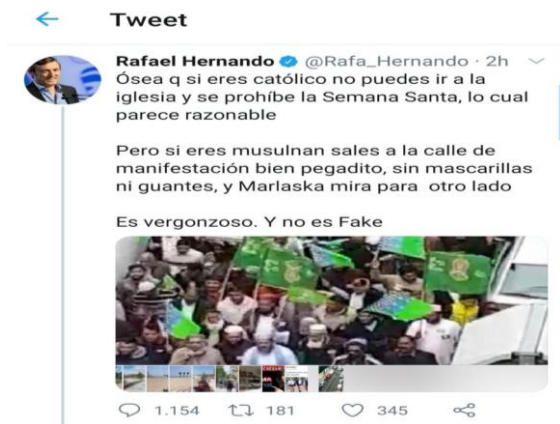 Tweet
Rafael Hernando @Rafa_Hernando · 2h
Ósea q si eres católico no puedes ir a la
iglesia y se prohíbe la Semana Santa, lo cual
parece razonable
Pero si eres musulnan sales a la calle de
manifestación bien pegadito, sin mascarillas
ni guantes, y Marlaska mira para otro lado
Es vergonzoso. Y no es Fake
1.154 181 345